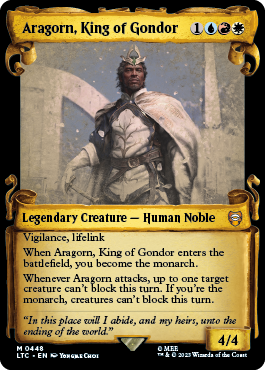 Aragorn, King of Gondor 1
Legendary Creature — Human Noble
Vigilance, lifelink
When Aragorn, King of Gondor enters the
battlefield, you become the monarch.
Whenever Aragorn attacks, up to one target
creature can't block this turn. If you're the
monarch, creatures can't block this turn.
"In this place will I abide, and my heirs, unto the
ending of the world."
4/4
M 0448
LTC • EN Yongjae Choi
© MEE
™ & © 2023 Wizards of the Coast